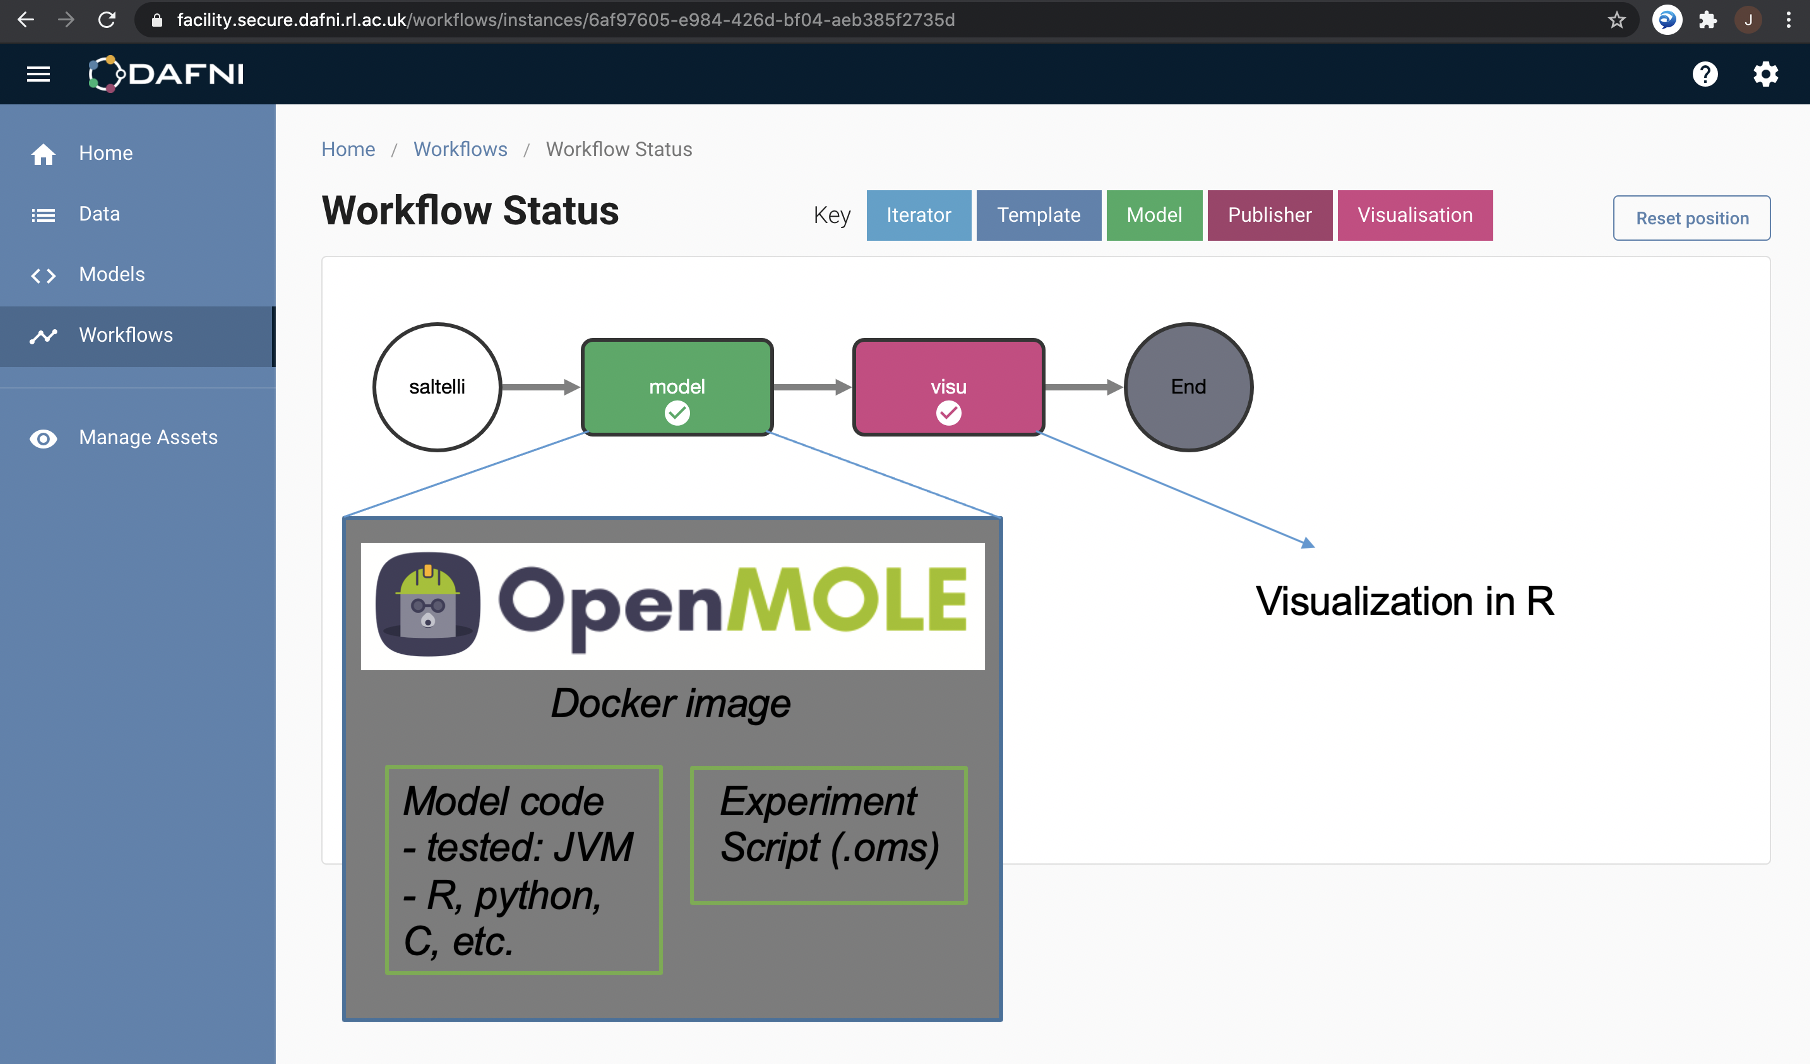 facility.secure.dafni.rl.ac.uk/workflows/instances/6af97605-e984-426d-bf04-aeb385f2735d
J
DAFNI
Home
Data
Models
Workflows
Manage Assets
Home / Workflows / Workflow Status
Workflow Status
Key
Iterator
Template
Model
Publisher
Visualisation
Reset position
saltelli
model
visu
End
OpenMOLE
Docker image
Model code
- tested: JVM
- R, python,
C, etc.
Experiment
Script (.oms)
Visualization in R